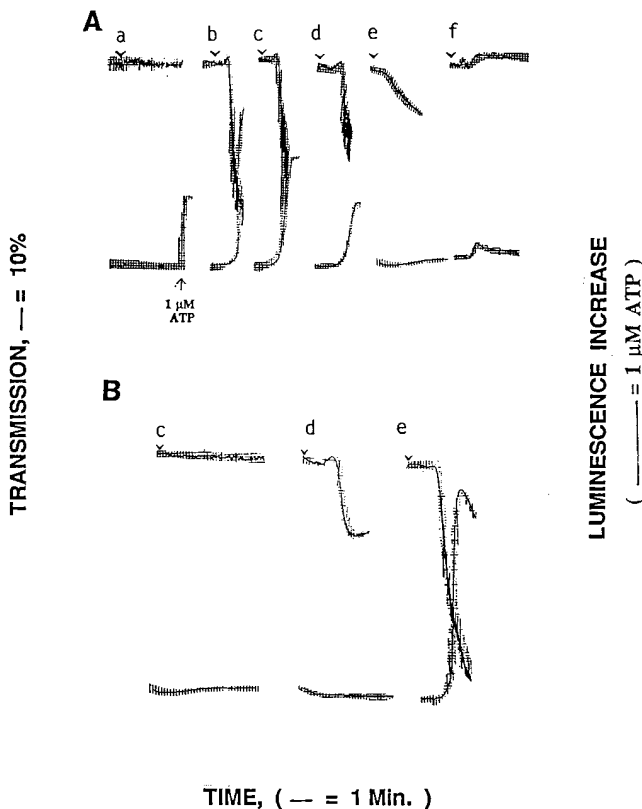 A
a b c d e f
1 μM
ATP
B
c d e
TRANSMISSION, — = 10%
LUMINESCENCE INCREASE
( —— = 1 μM ATP )
TIME, ( — = 1 Min. )